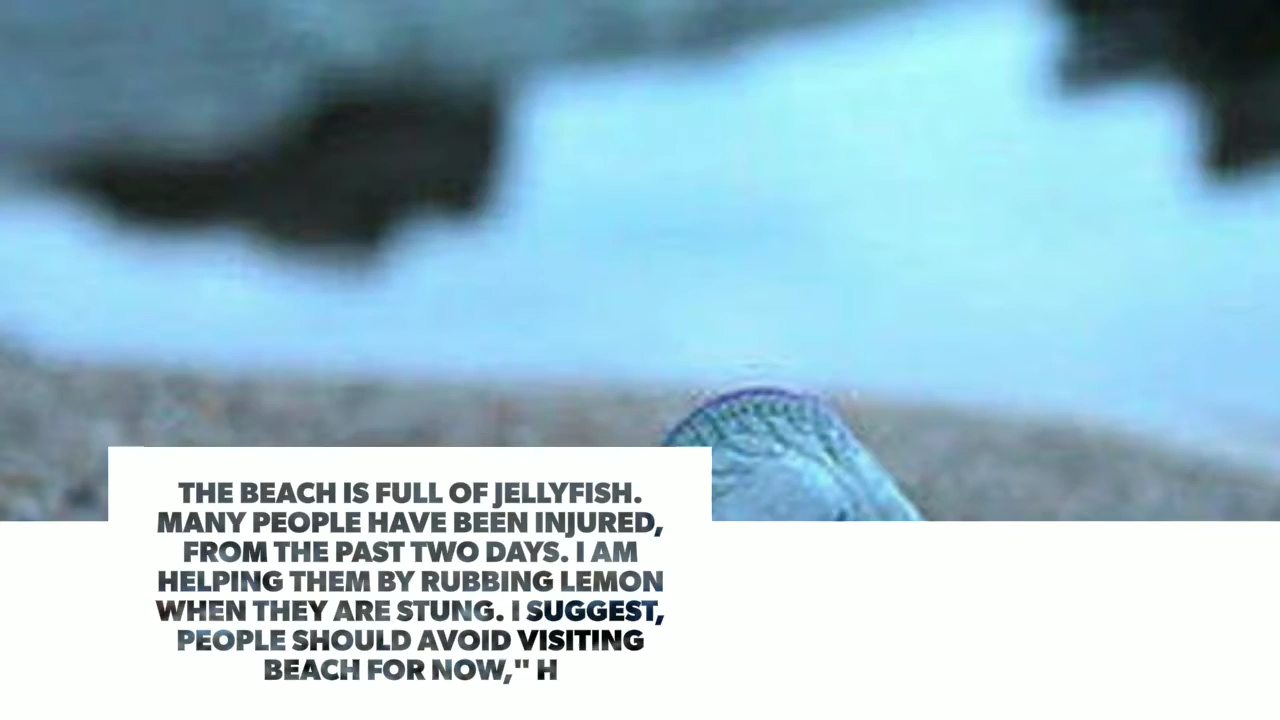 THE BEACH IS FULL OF JELLYFISH.
MANY PEOPLE HAVE BEEN INJURED,
FROM THE PAST TWO DAYS. I AM
HELPING THEM BY RUBBING LEMON
WHEN THEY ARE STUNG. I SUGGEST,
PEOPLE SHOULD AVOID VISITING
BEACH FOR NOW," H